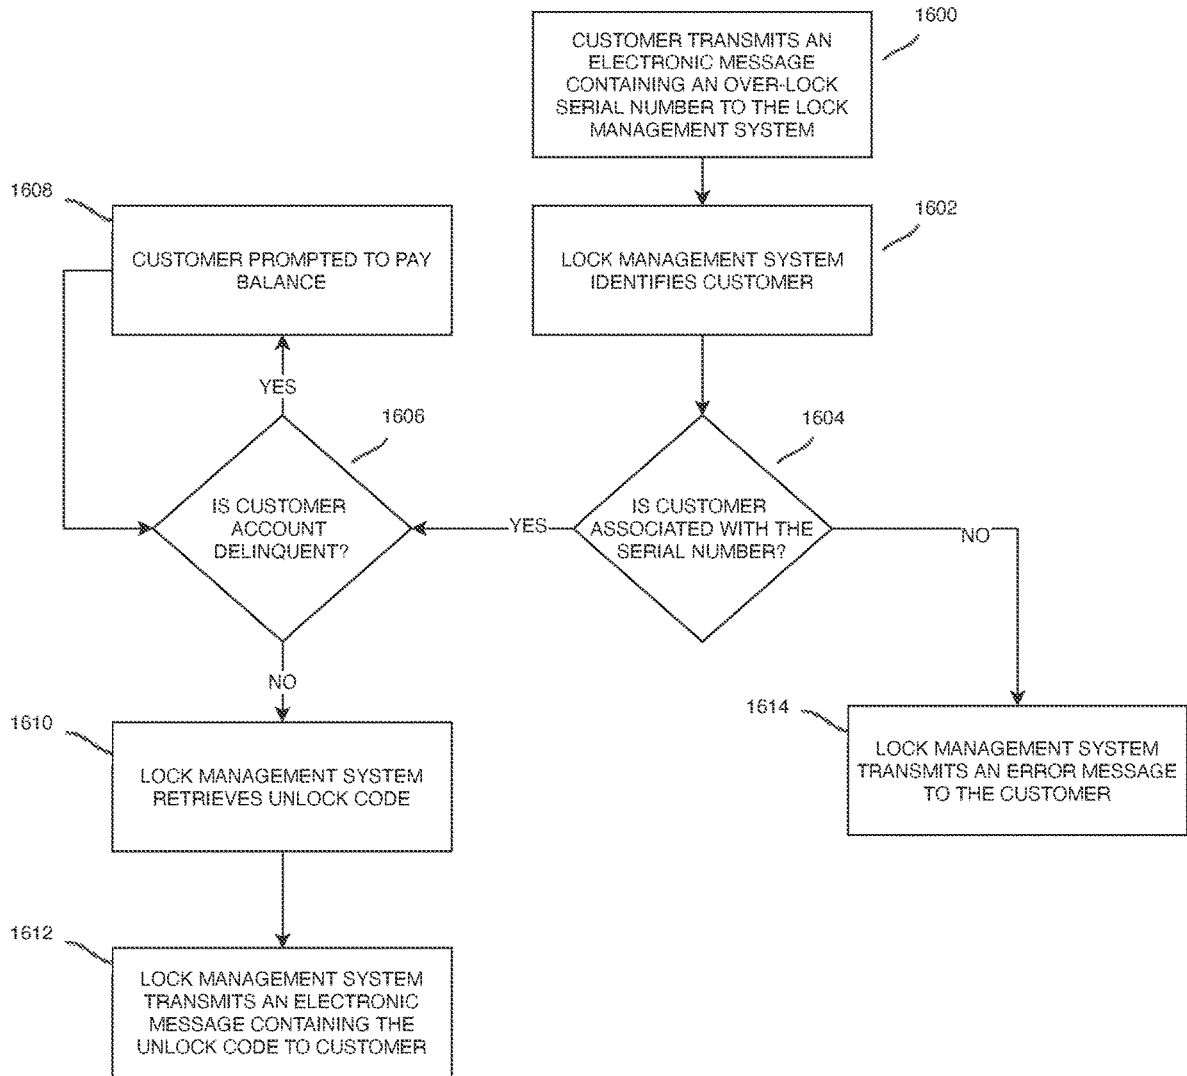 1600
CUSTOMER TRANSMITS AN
ELECTRONIC MESSAGE
CONTAINING AN OVER-LOCK
SERIAL NUMBER TO THE LOCK
MANAGEMENT SYSTEM
1602
LOCK MANAGEMENT SYSTEM
IDENTIFIES CUSTOMER
1604
IS CUSTOMER
ASSOCIATED WITH THE
SERIAL NUMBER?
YES
NO
1606
IS CUSTOMER
ACCOUNT
DELINQUENT?
YES
1608
CUSTOMER PROMPTED TO PAY
BALANCE
NO
1610
LOCK MANAGEMENT SYSTEM
RETRIEVES UNLOCK CODE
1612
LOCK MANAGEMENT SYSTEM
TRANSMITS AN ELECTRONIC
MESSAGE CONTAINING THE
UNLOCK CODE TO CUSTOMER
1614
LOCK MANAGEMENT SYSTEM
TRANSMITS AN ERROR MESSAGE
TO THE CUSTOMER